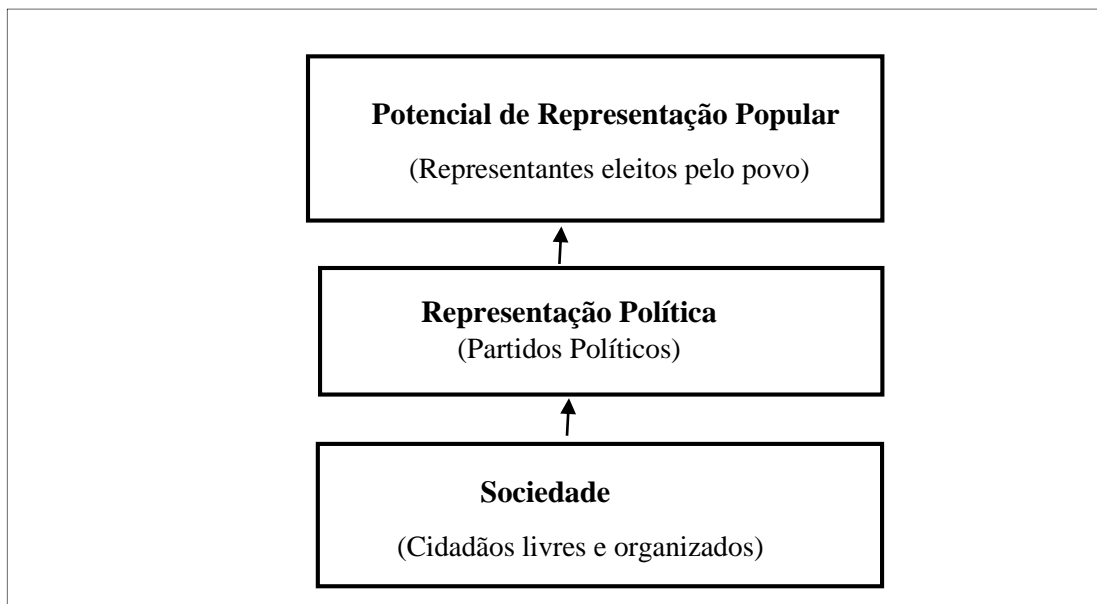 Potencial de Representação Popular
(Representantes eleitos pelo povo)
Representação Política
(Partidos Políticos)
Sociedade
(Cidadãos livres e organizados)